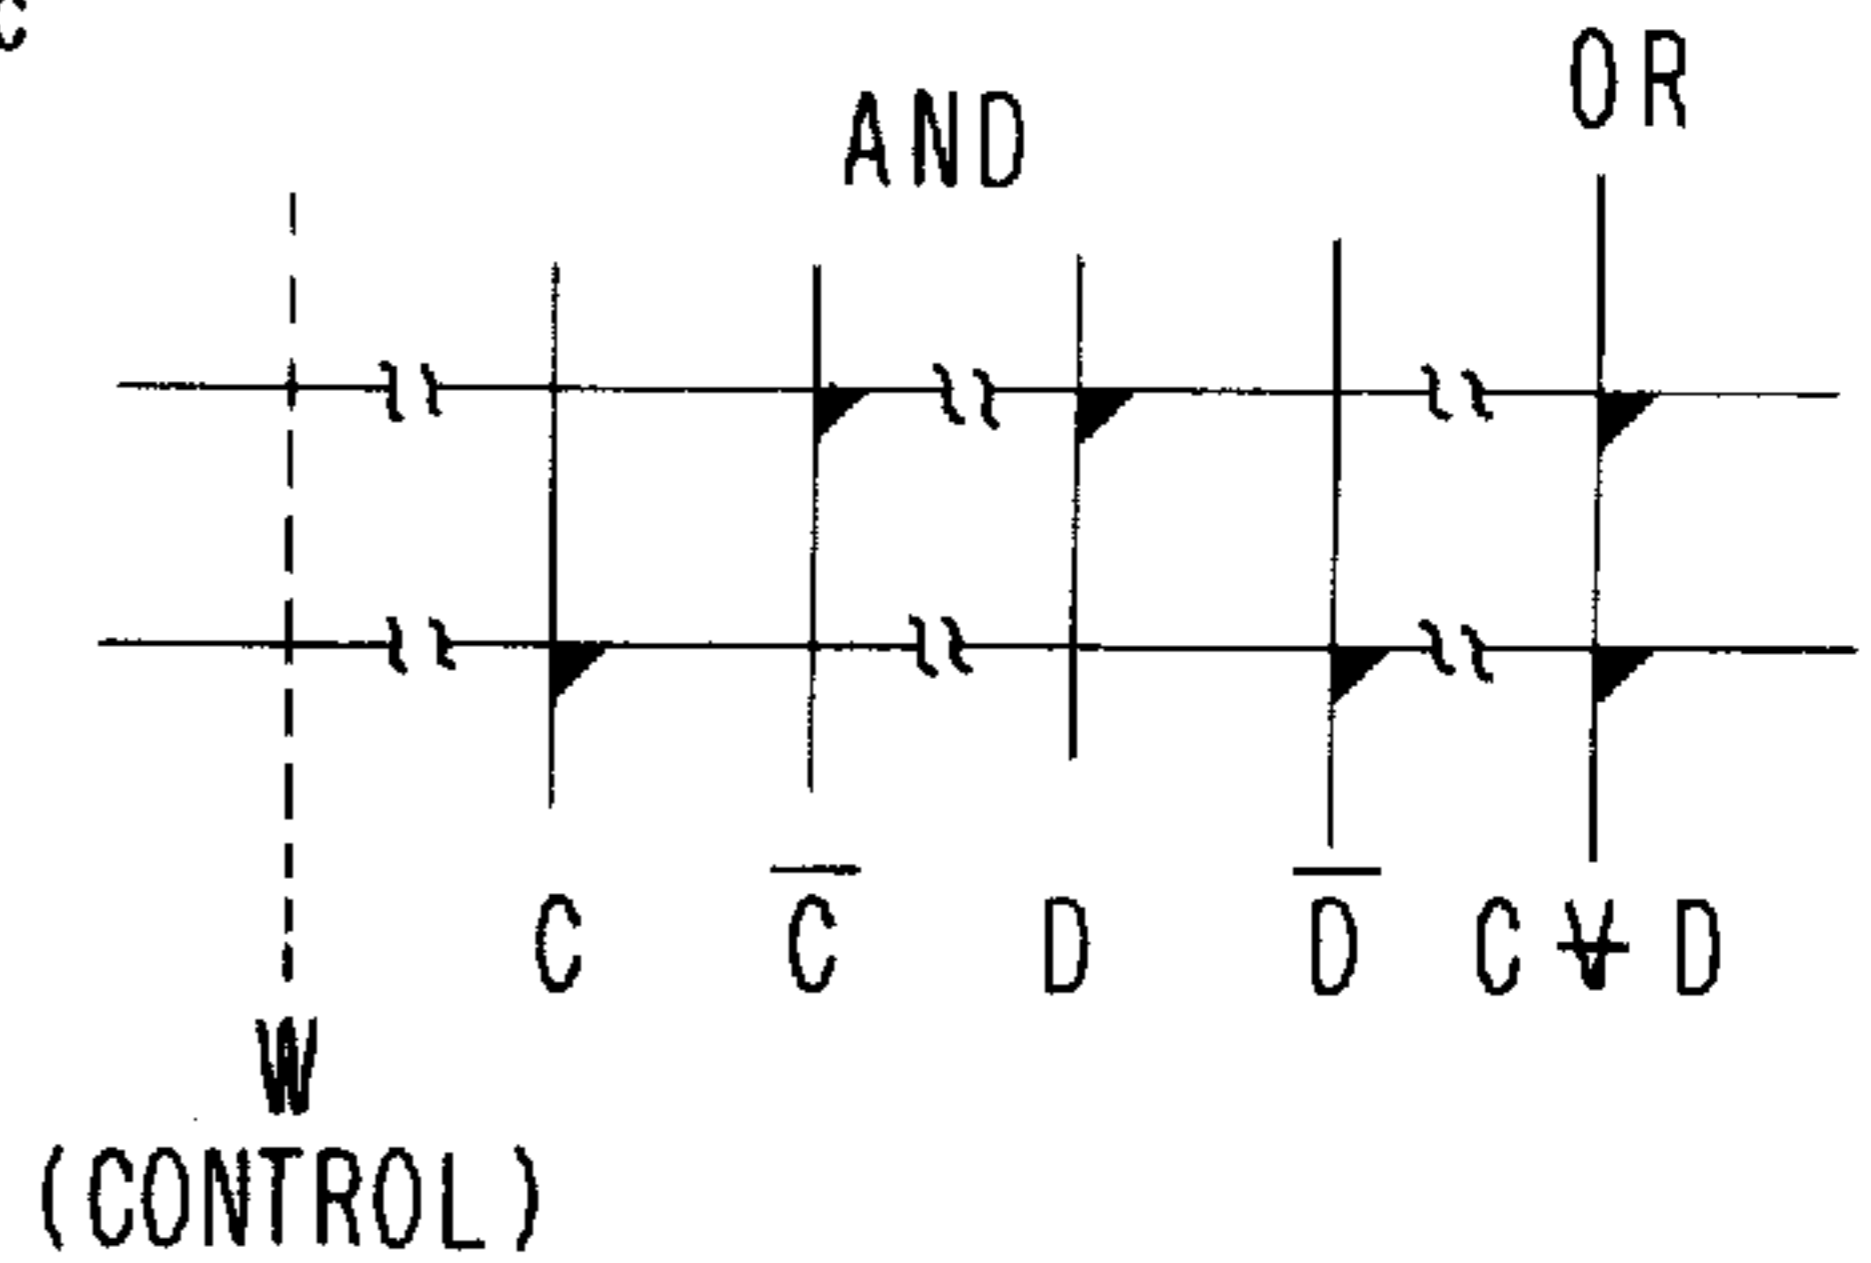 c
OR
AND
C C̅ D D̅ C ⩝ D
W
(CONTROL)